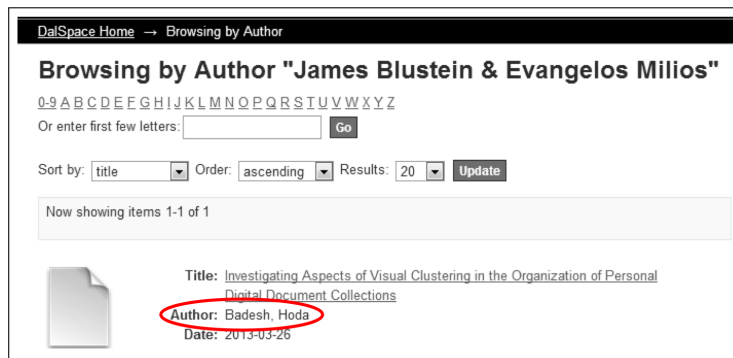 DalSpace Home → Browsing by Author
Browsing by Author "James Blustein & Evangelos Milios"
0-9 A B C D E F G H I J K L M N O P Q R S T U V W X Y Z
Or enter first few letters: Go
Sort by: title Order: ascending Results: 20 Update
Now showing items 1-1 of 1
Title: Investigating Aspects of Visual Clustering in the Organization of Personal
Digital Document Collections
Author: Badesh, Hoda
Date: 2013-03-26